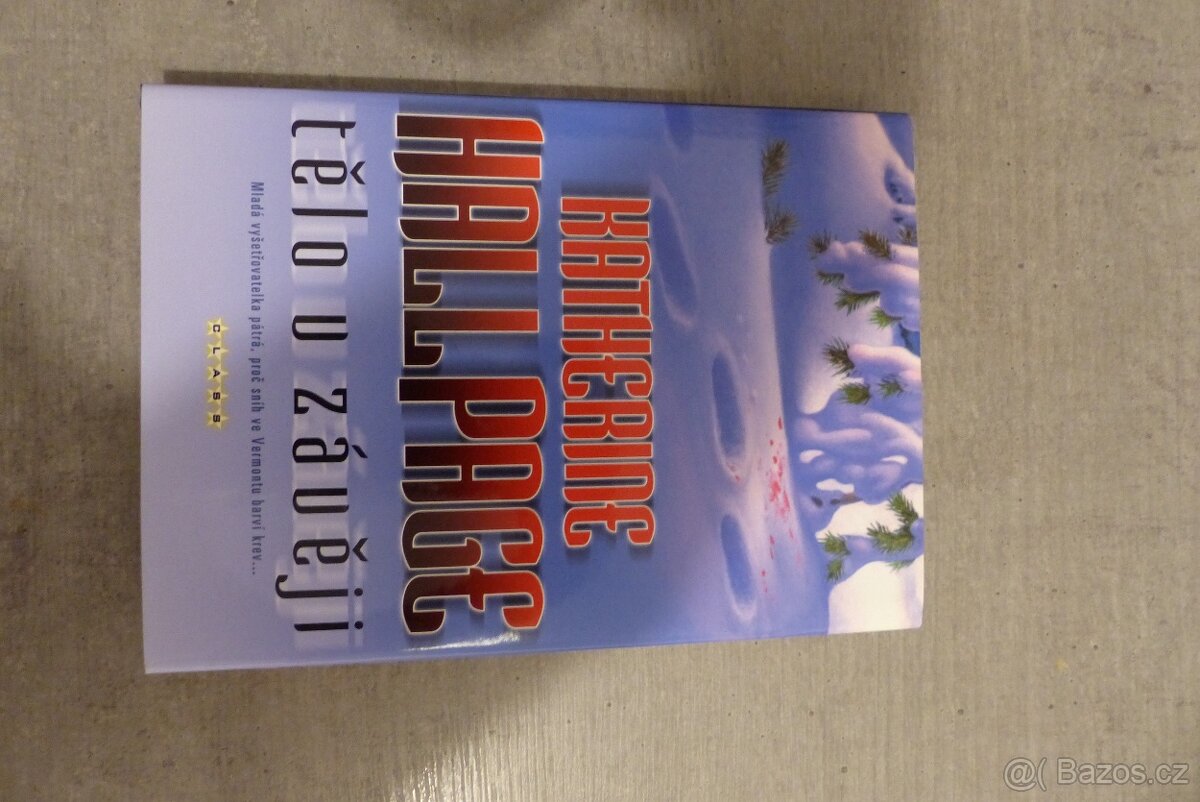 KATHERINE
HALL PAGE
tělo v závěji
Mladá vyšetřovatelka pátrá, proč sníh ve Vermontu barví krev...
CLASS
@( Bazos.cz